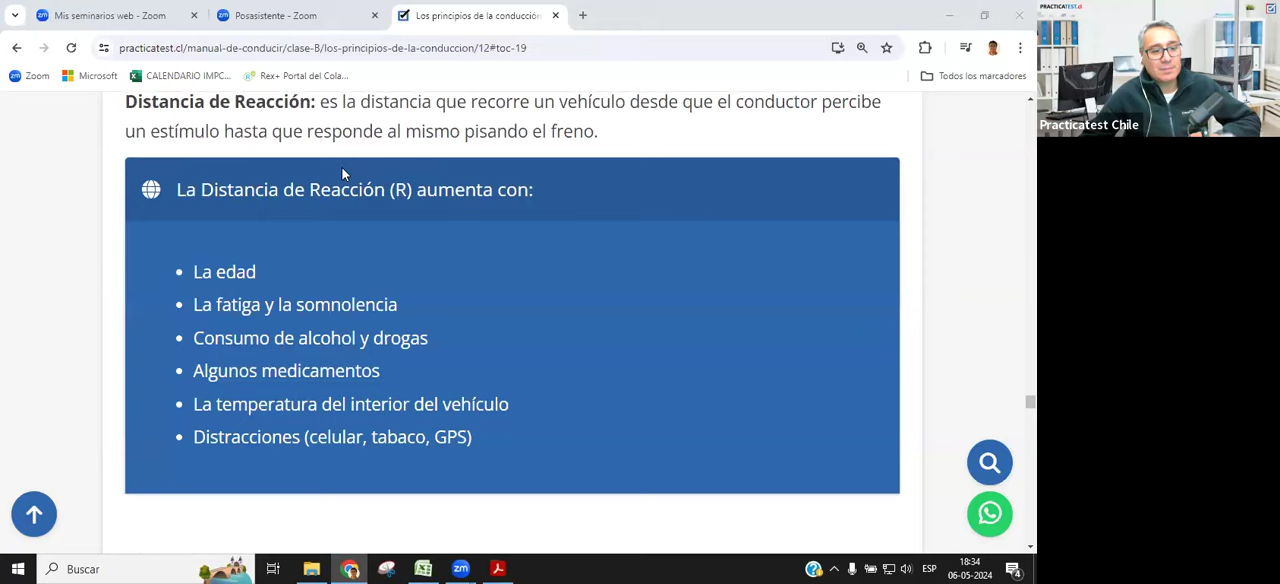 Mis seminarios web - Zoom
Posasistente - Zoom
Los principios de la conducción
practicatest.cl/manual-de-conducir/clase-B/los-principios-de-la-conduccion/12#toc-19
Zoom
Microsoft
CALENDARIO IMPC...
Rex+ Portal del Cola...
Todos los marcadores
PRACTICATEST.cl
Practicatest Chile
Distancia de Reacción: es la distancia que recorre un vehículo desde que el conductor percibe
un estímulo hasta que responde al mismo pisando el freno.
La Distancia de Reacción (R) aumenta con:
• La edad
• La fatiga y la somnolencia
• Consumo de alcohol y drogas
• Algunos medicamentos
• La temperatura del interior del vehículo
• Distracciones (celular, tabaco, GPS)
Buscar
ESP
18:34
06-05-2024
4